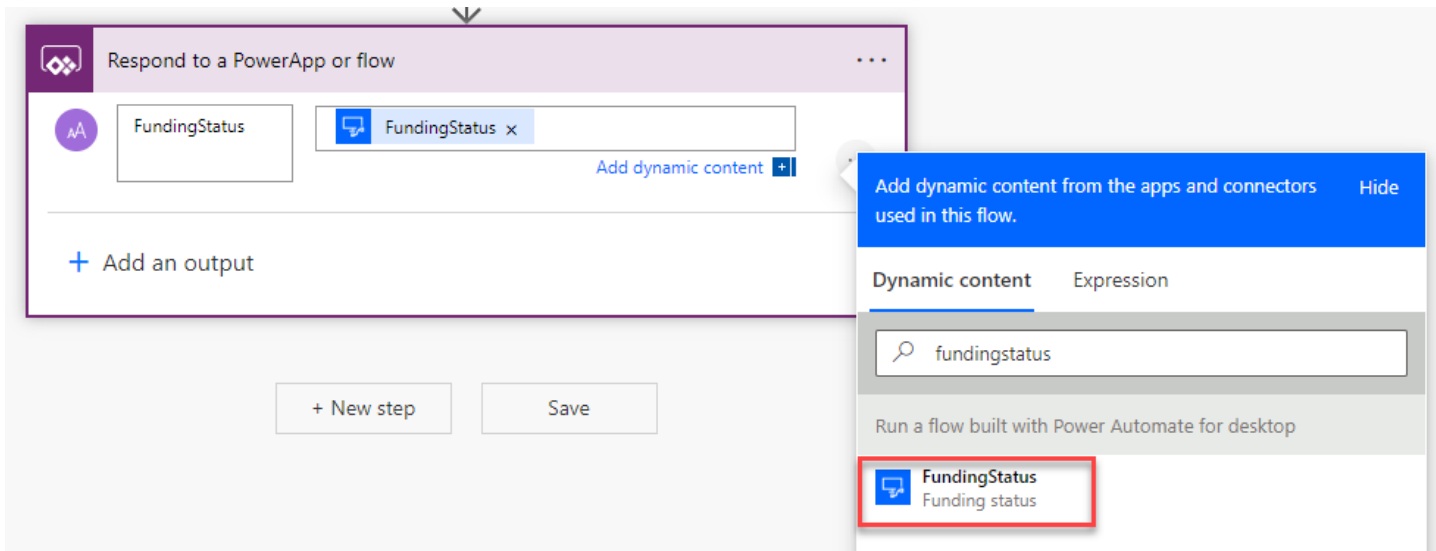 Respond to a PowerApp or flow
AA
FundingStatus
FundingStatus ×
Add dynamic content +
+ Add an output
+ New step
Save
Add dynamic content from the apps and connectors
used in this flow.
Hide
Dynamic content
Expression
fundingstatus
Run a flow built with Power Automate for desktop
FundingStatus
Funding status